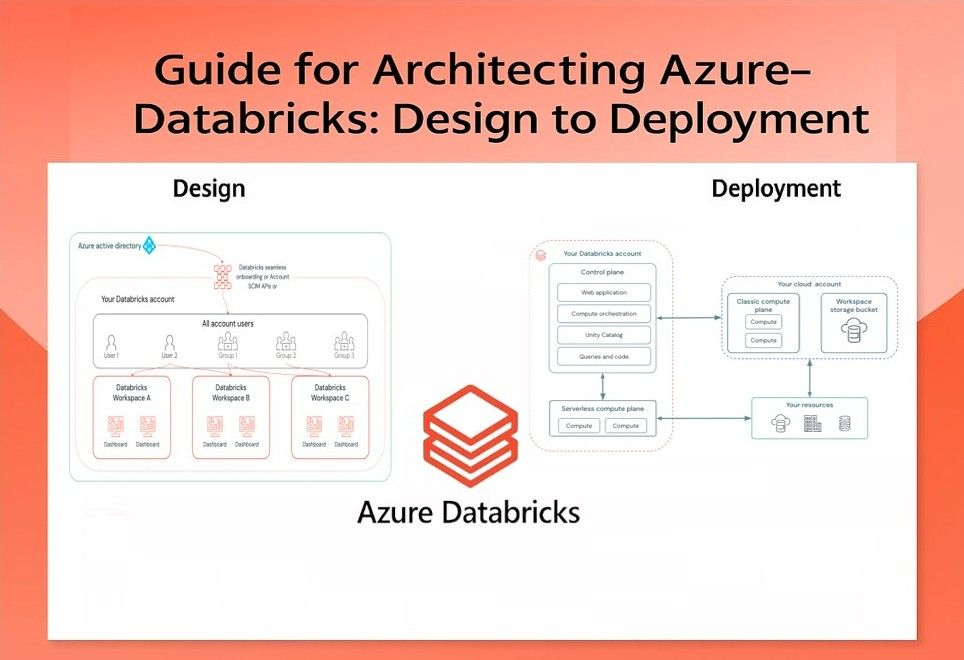 Guide for Architecting Azure–
Databricks: Design to Deployment
Design
Azure active directory
Databricks seamless
onboarding or Account
SCIM APIs or
Your Databricks account
All account users
User 1
User 2
Group 1
Group 2
Group 3
Databricks
Workspace A
Dashboard
Dashboard
Databricks
Workspace B
Dashboard
Dashboard
Databricks
Workspace C
Dashboard
Dashboard
Azure Databricks
Deployment
Your Databricks account
Control plane
Web application
Compute orchestration
Unity Catalog
Queries and code
Serverless compute plane
Compute
Compute
Your cloud account
Classic compute
plane
Compute
Compute
Workspace
storage bucket
Your resources